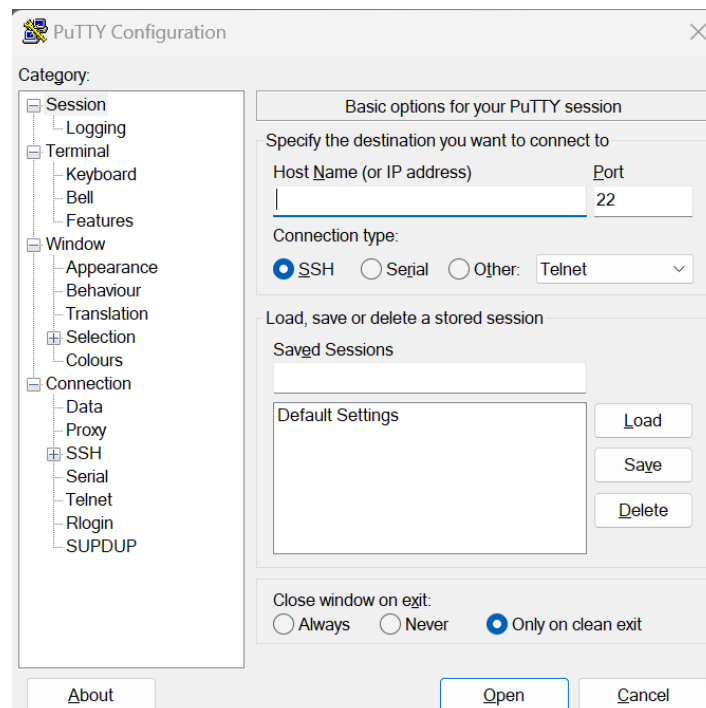 PuTTY Configuration
Category:
Session
Logging
Terminal
Keyboard
Bell
Features
Window
Appearance
Behaviour
Translation
Selection
Colours
Connection
Data
Proxy
SSH
Serial
Telnet
Rlogin
SUPDUP
Basic options for your PuTTY session
Specify the destination you want to connect to
Host Name (or IP address) Port
22
Connection type:
SSH Serial Other: Telnet
Load, save or delete a stored session
Saved Sessions
Default Settings
Load
Save
Delete
Close window on exit:
Always Never Only on clean exit
About Open Cancel